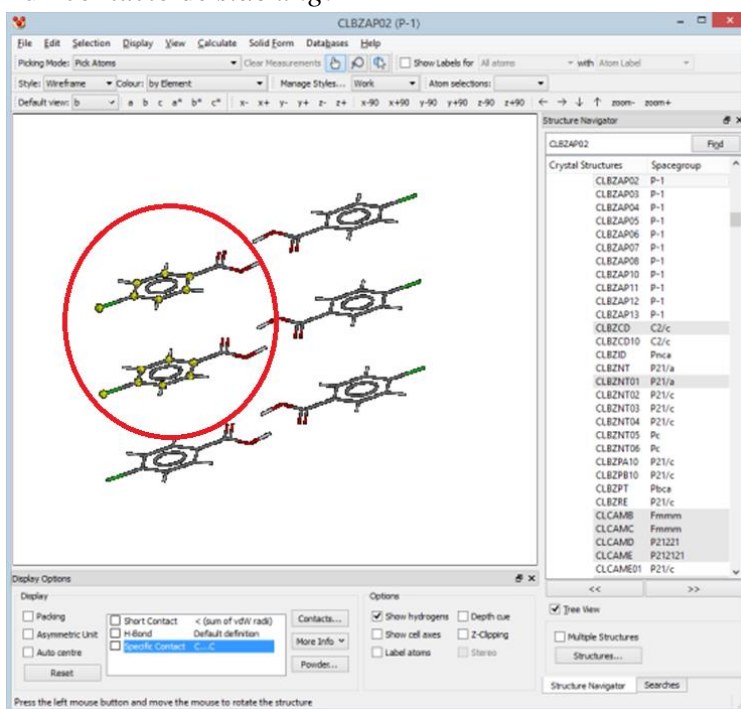 CLBZAP02 (P-1)
File Edit Selection Display View Calculate Solid Form Databases Help
Picking Mode: Pick Atoms Clear Measurements Show Labels for All atoms with Atom Label
Style: Wireframe Colour: by Element Manage Styles... Work Atom selections:
Default view: b a b c a* b* c* x- x+ y- y+ z- z+ x-90 x+90 y-90 y+90 z-90 z+90 ← → ↓ ↑ zoom- zoom+
Structure Navigator
CLBZAP02 Find
Crystal Structures Spacegroup
CLBZAP02 P-1
CLBZAP03 P-1
CLBZAP04 P-1
CLBZAP05 P-1
CLBZAP06 P-1
CLBZAP07 P-1
CLBZAP08 P-1
CLBZAP10 P-1
CLBZAP11 P-1
CLBZAP12 P-1
CLBZAP13 P-1
CLBZCD C2/c
CLBZCD10 C2/c
CLBZID Pnca
CLBZNT P21/a
CLBZNT01 P21/a
CLBZNT02 P21/c
CLBZNT03 P21/c
CLBZNT04 P21/c
CLBZNT05 Pc
CLBZNT06 Pc
CLBZPA10 P21/c
CLBZPB10 P21/c
CLBZPT Pbca
CLBZRE P21/c
CLCAMB Fmmm
CLCAMC Fmmm
CLCAMD P21221
CLCAME P212121
CLCAME01 P21/c
<< >>
Tree View
Multiple Structures
Structures...
Structure Navigator Searches
Display Options
Display Options
Packing Short Contact < (sum of vdW radii) Contacts... Show hydrogens Depth cue
Asymmetric Unit H-Bond Default definition More Info Show cell axes Z-Clipping
Auto centre Specific Contact C...C Label atoms Stereo
Reset Powder...
Press the left mouse button and move the mouse to rotate the structure